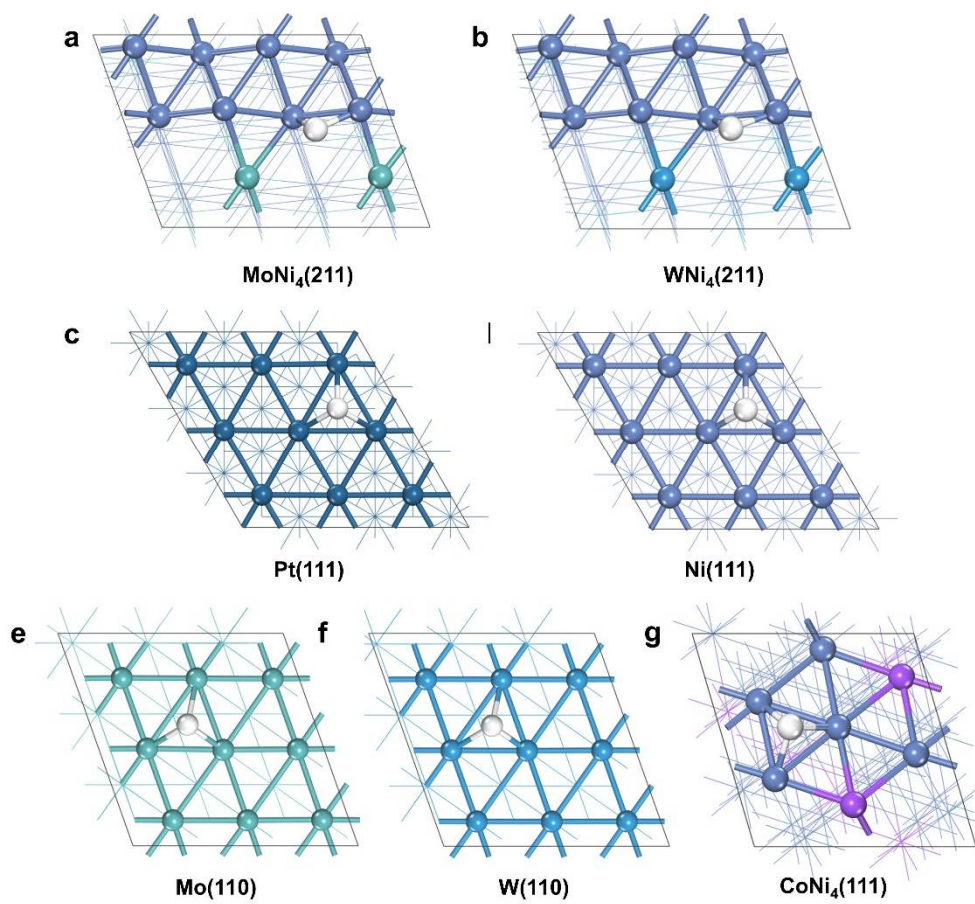 a
b
MoNi₄(211)
WNi₄(211)
c
l
Pt(111)
Ni(111)
e
f
g
Mo(110)
W(110)
CoNi₄(111)